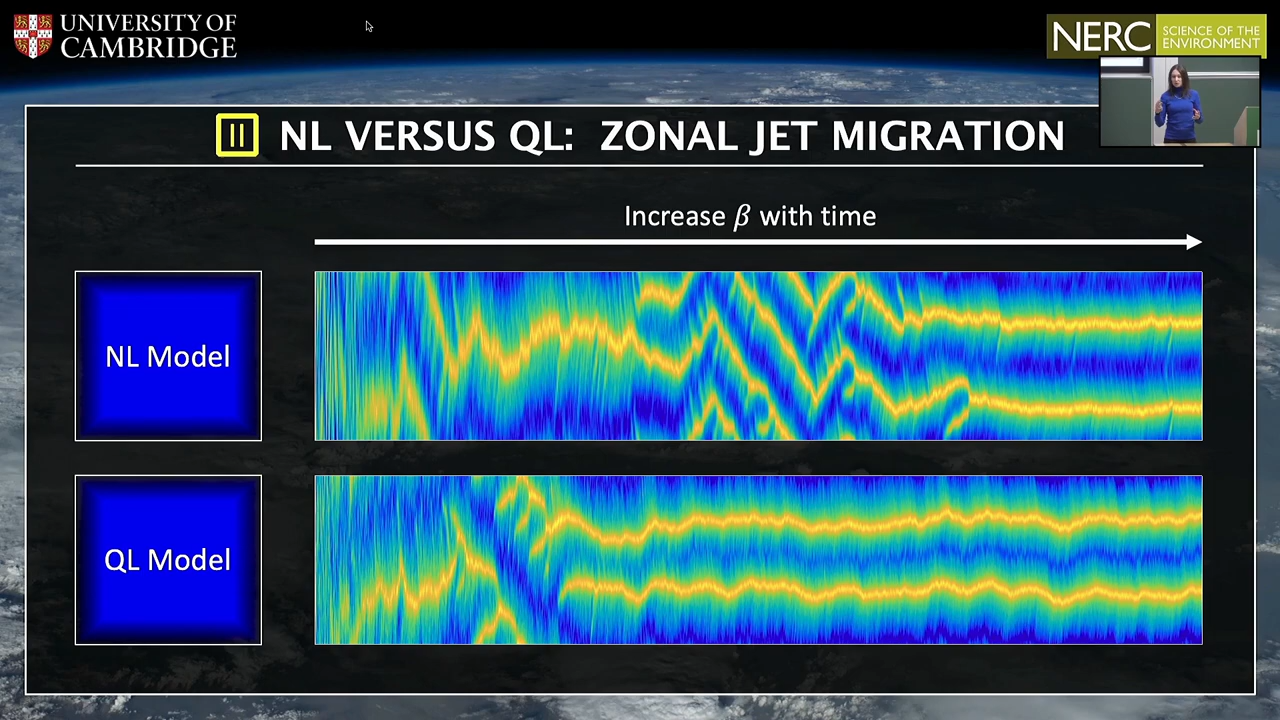 UNIVERSITY OF
CAMBRIDGE
NERC
SCIENCE OF THE
ENVIRONMENT
II NL VERSUS QL: ZONAL JET MIGRATION
Increase β with time
NL Model
QL Model